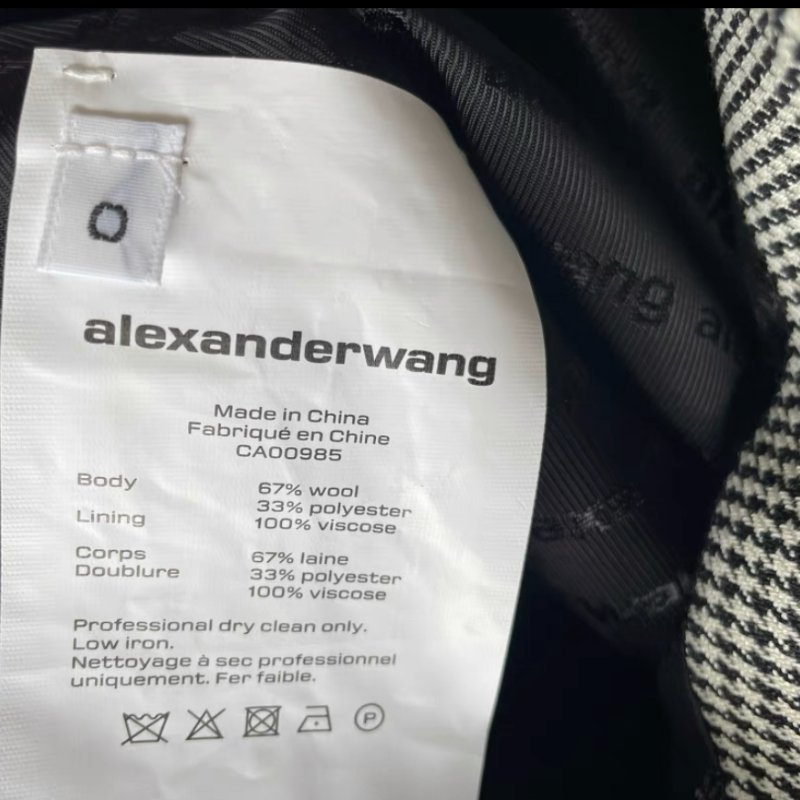 0
alexanderwang
Made in China
Fabriqué en Chine
CA00985
Body 67% wool
33% polyester
Lining 100% viscose
Corps 67% laine
Doublure 33% polyester
100% viscose
Professional dry clean only.
Low iron.
Nettoyage à sec professionnel
uniquement. Fer faible.
P